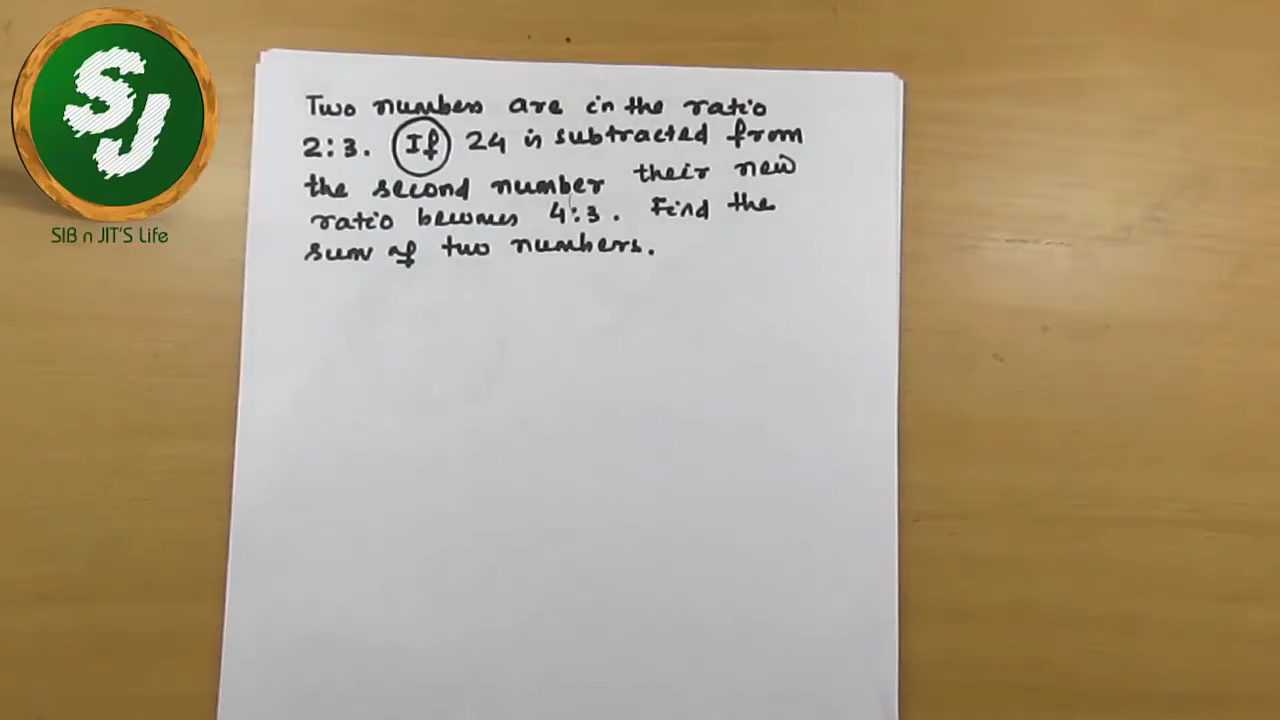 SJ
SIB n JIT'S Life
Two numbers are in the ratio
2:3. If 24 is subtracted from
the second number their new
ratio becomes 4:3. Find the
sum of two numbers.